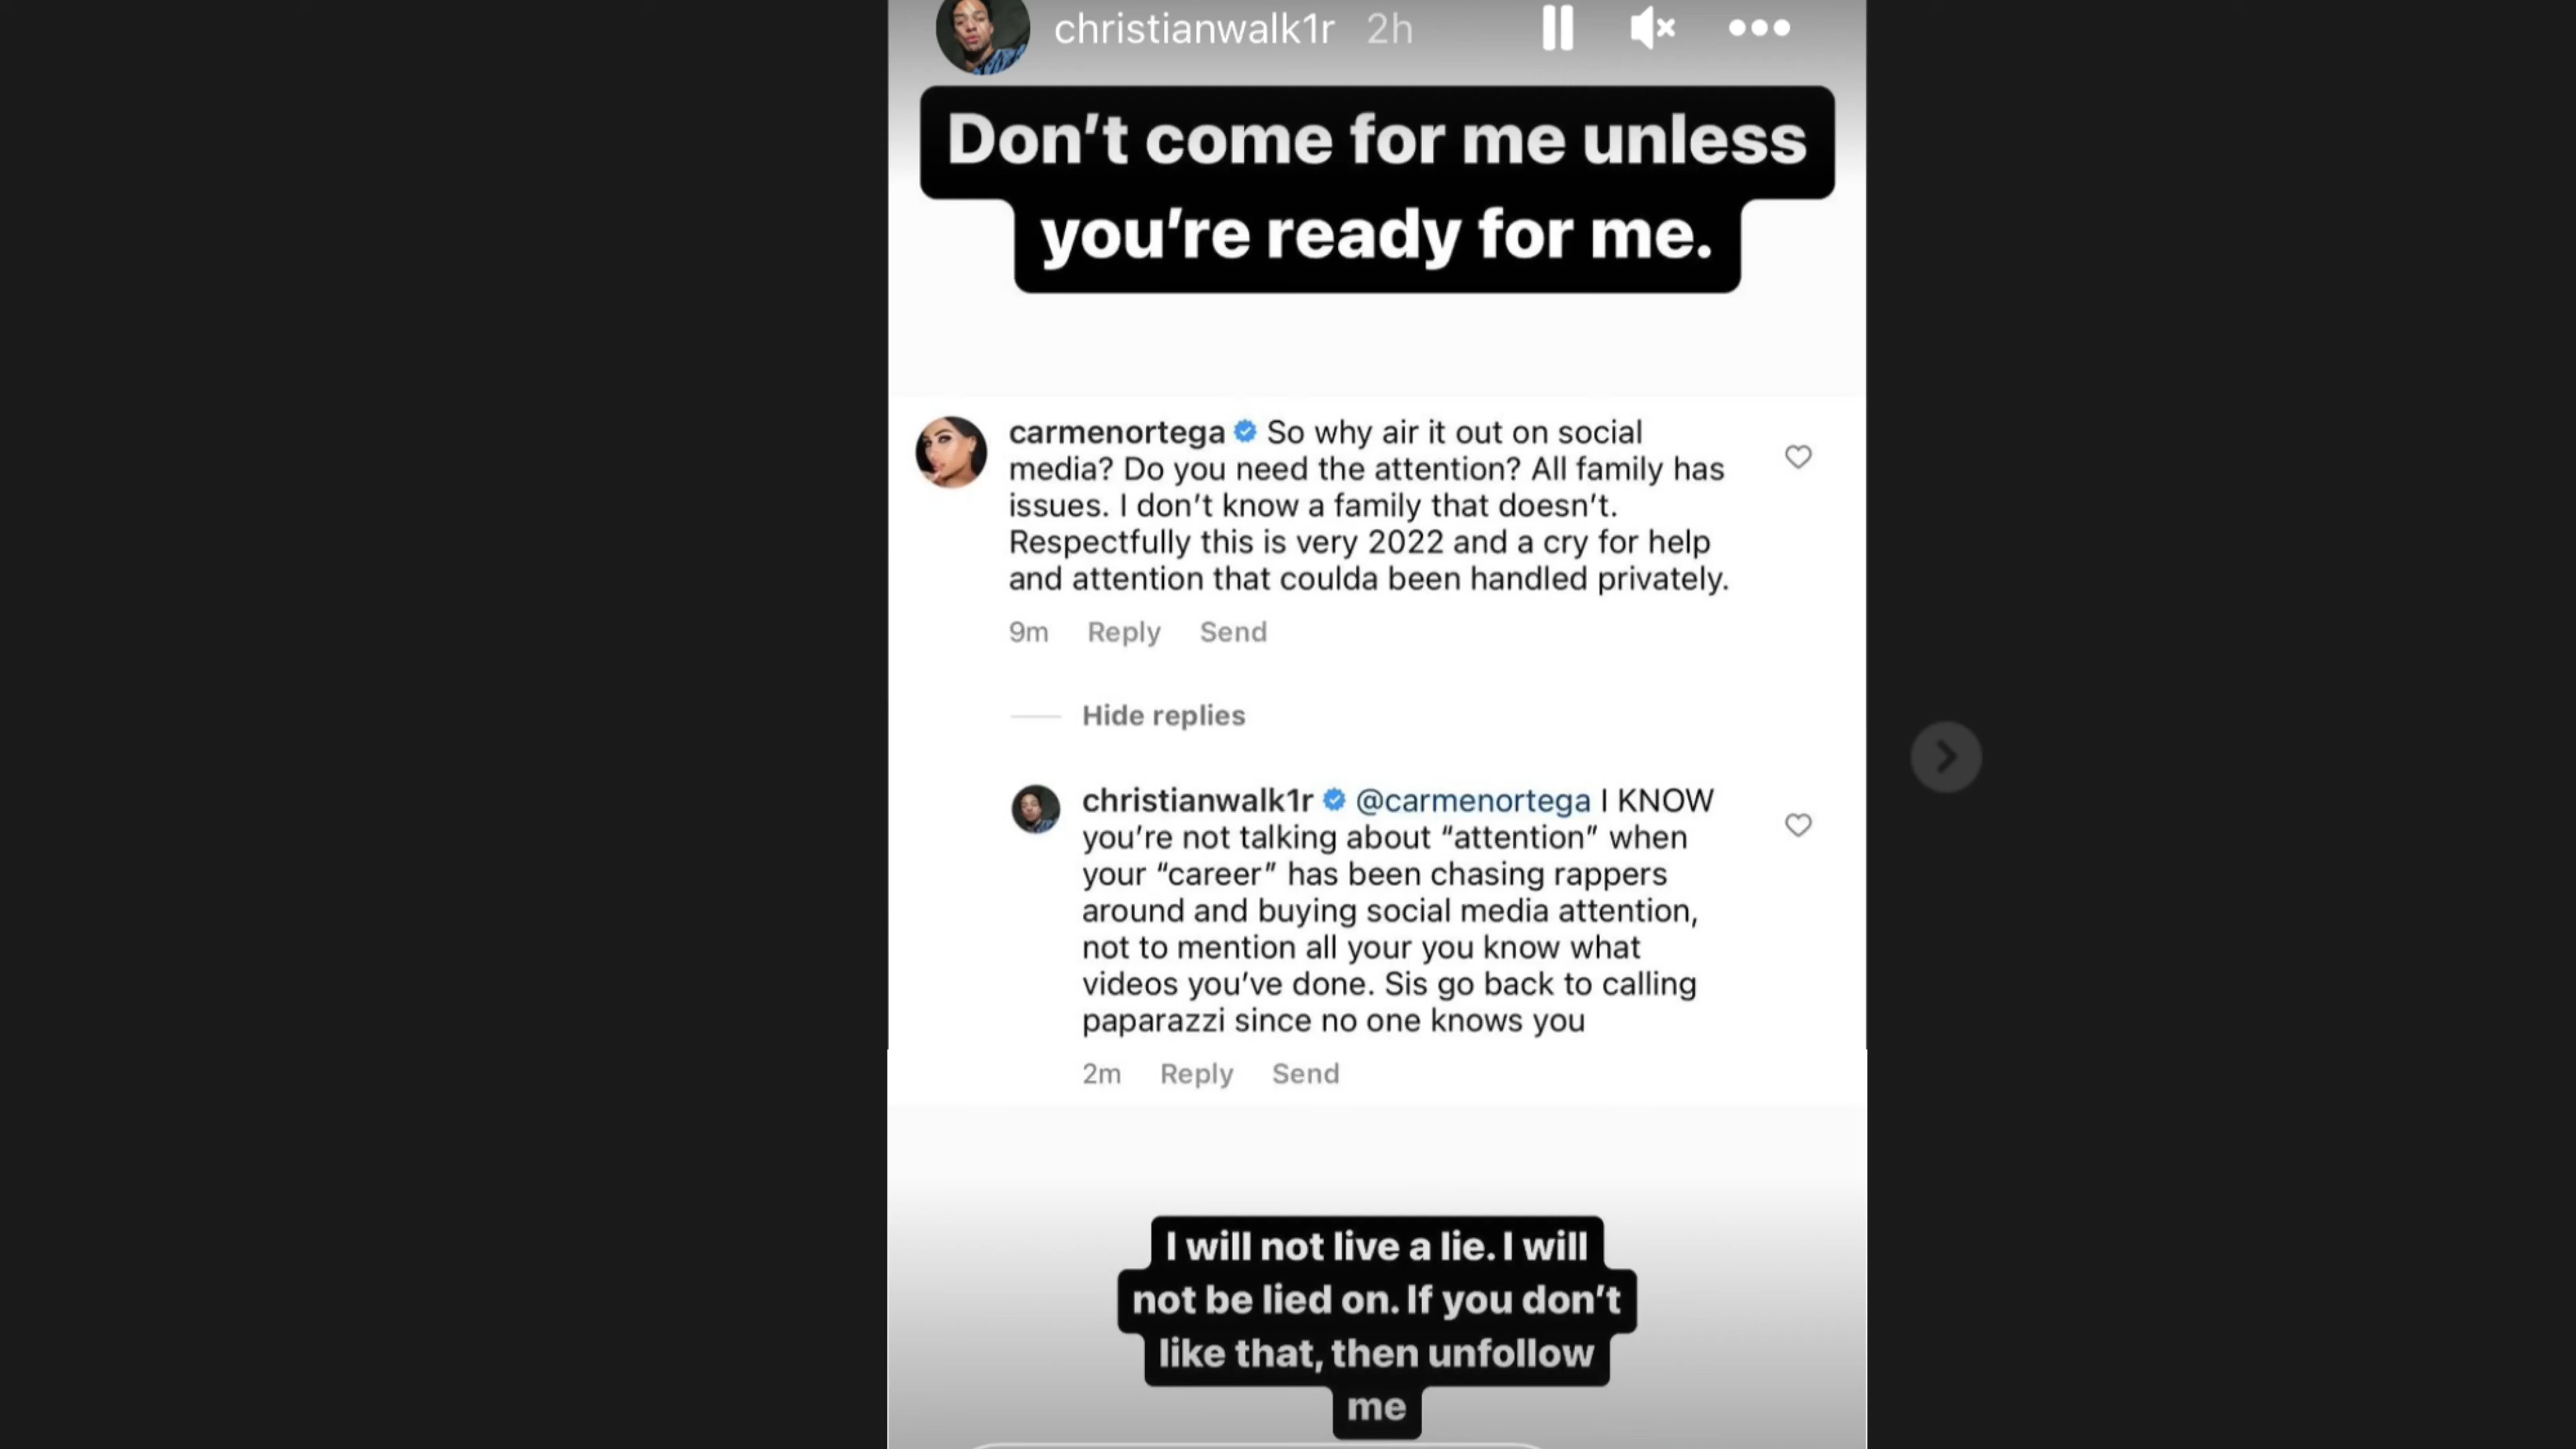 christianwalk1r 2h
Don’t come for me unless
you’re ready for me.
carmenortega So why air it out on social
media? Do you need the attention? All family has
issues. I don’t know a family that doesn’t.
Respectfully this is very 2022 and a cry for help
and attention that coulda been handled privately.
9m Reply Send
Hide replies
christianwalk1r @carmenortega I KNOW
you’re not talking about “attention” when
your “career” has been chasing rappers
around and buying social media attention,
not to mention all your you know what
videos you’ve done. Sis go back to calling
paparazzi since no one knows you
2m Reply Send
I will not live a lie. I will
not be lied on. If you don’t
like that, then unfollow
me